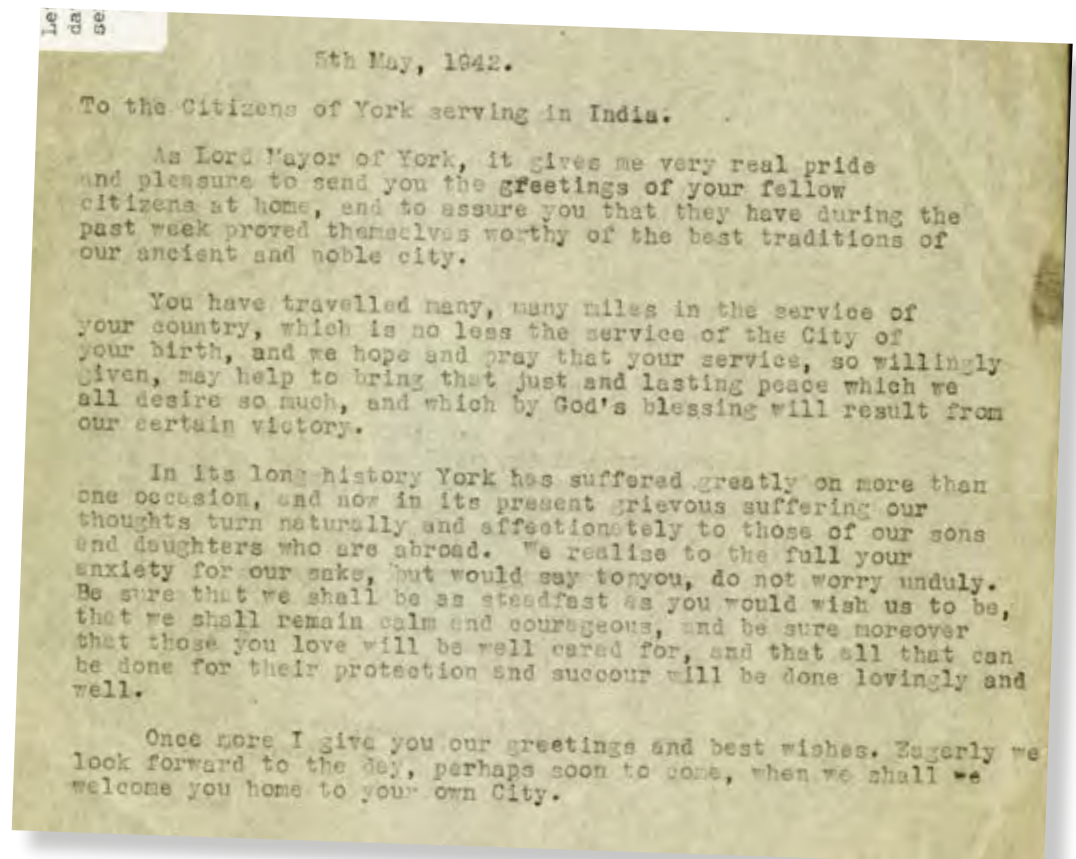 Le
da
se
5th May, 1942.
To the Citizens of York serving in India.
As Lord Mayor of York, it gives me very real pride
and pleasure to send you the greetings of your fellow
citizens at home, and to assure you that they have during the
past week proved themselves worthy of the best traditions of
our ancient and noble city.
You have travelled many, many miles in the service of
your country, which is no less the service of the City of
your birth, and we hope and pray that your service, so willingly
given, may help to bring that just and lasting peace which we
all desire so much, and which by God's blessing will result from
our certain victory.
In its long history York has suffered greatly on more than
one occasion, and now in its present grievous suffering our
thoughts turn naturally and affectionately to those of our sons
and daughters who are abroad. We realise to the full your
anxiety for our sake, but would say to you, do not worry unduly.
Be sure that we shall be as steadfast as you would wish us to be,
that we shall remain calm and courageous, and be sure moreover
that those you love will be well cared for, and that all that can
be done for their protection and succour will be done lovingly and
well.
Once more I give you our greetings and best wishes. Eagerly we
look forward to the day, perhaps soon to come, when we shall we
welcome you home to your own City.